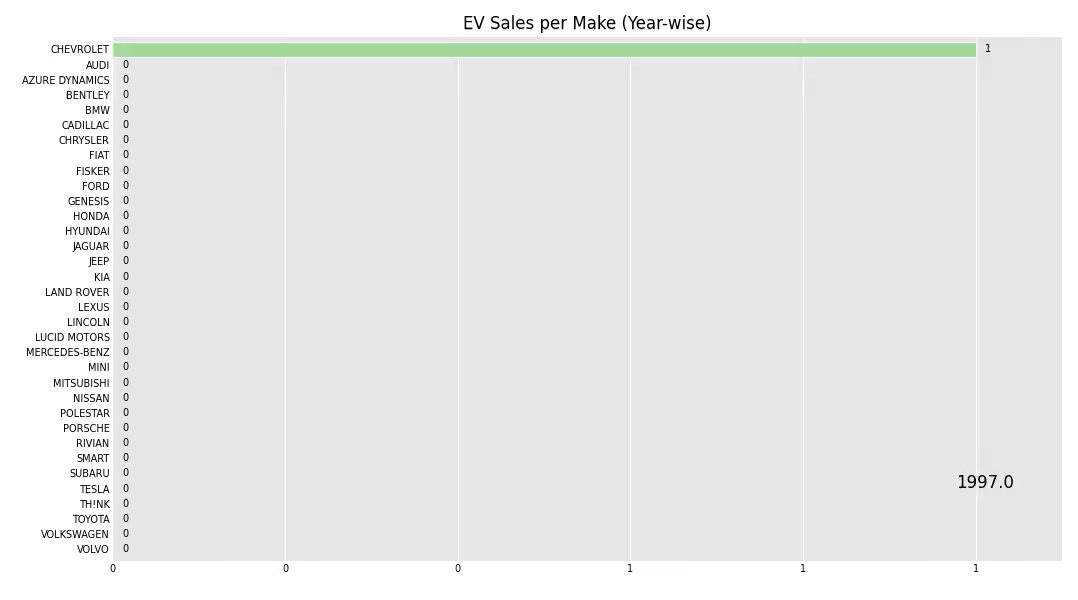 EV Sales per Make (Year-wise)
CHEVROLET 1
AUDI 0
AZURE DYNAMICS 0
BENTLEY 0
BMW 0
CADILLAC 0
CHRYSLER 0
FIAT 0
FISKER 0
FORD 0
GENESIS 0
HONDA 0
HYUNDAI 0
JAGUAR 0
JEEP 0
KIA 0
LAND ROVER 0
LEXUS 0
LINCOLN 0
LUCID MOTORS 0
MERCEDES-BENZ 0
MINI 0
MITSUBISHI 0
NISSAN 0
POLESTAR 0
PORSCHE 0
RIVIAN 0
SMART 0
SUBARU 0
1997.0
TESLA 0
TH!NK 0
TOYOTA 0
VOLKSWAGEN 0
VOLVO 0
0 0 0 1 1 1